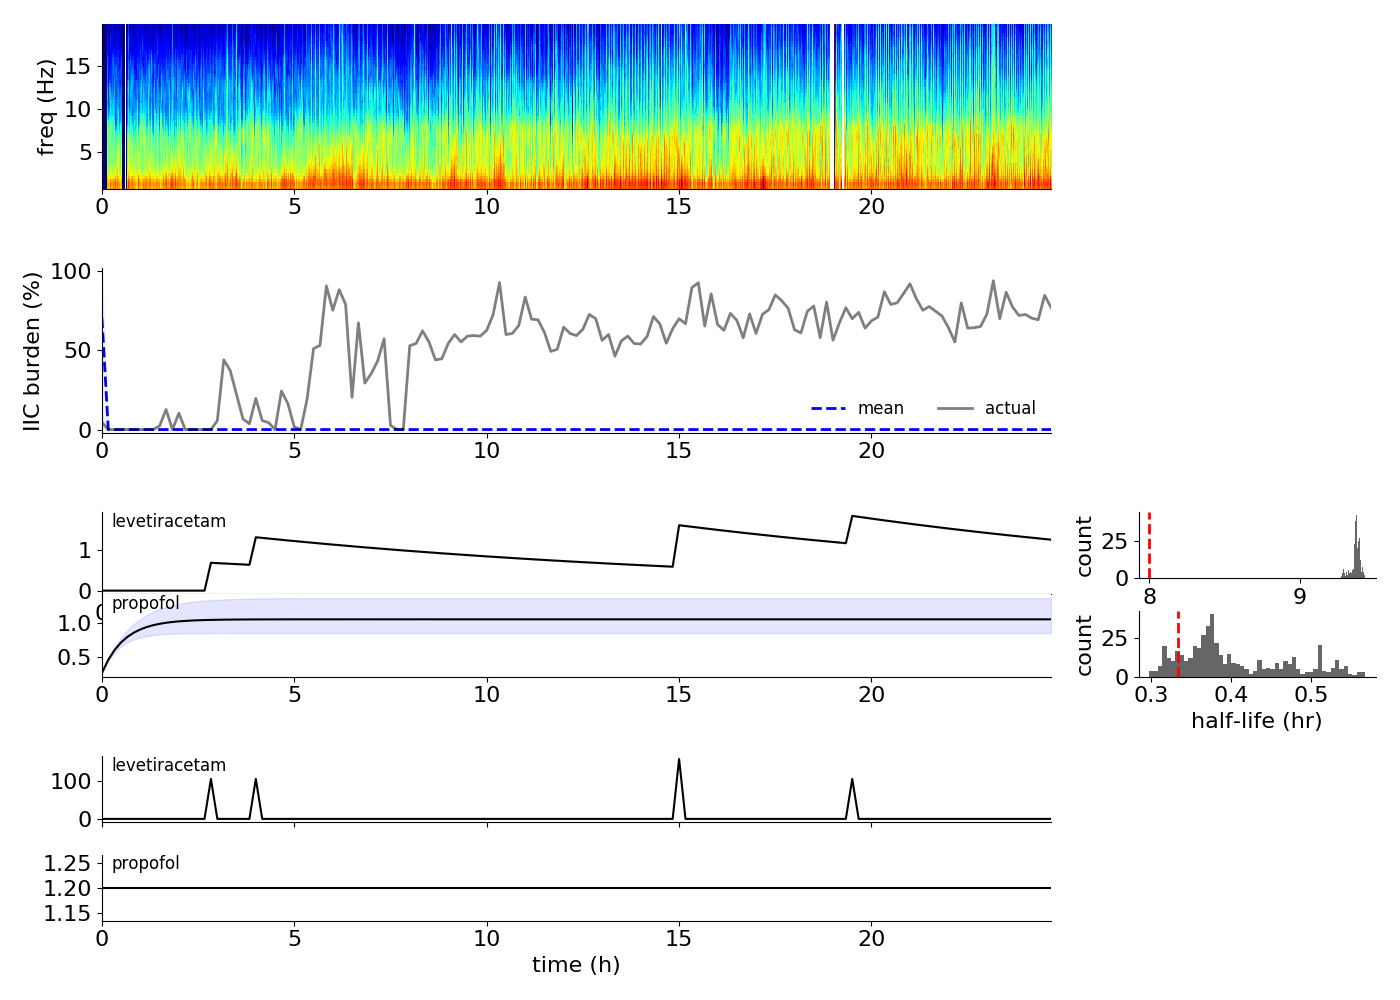 freq (Hz)
15
10
5
0 5 10 15 20
IIC burden (%)
100
50
0
mean actual
0 5 10 15 20
levetiracetam
1
0
0
propofol
1.0
0.5
0 5 10 15 20
count
25
0
8 9
count
25
0
0.3 0.4 0.5
half-life (hr)
levetiracetam
100
0
propofol
1.25
1.20
1.15
0 5 10 15 20
time (h)